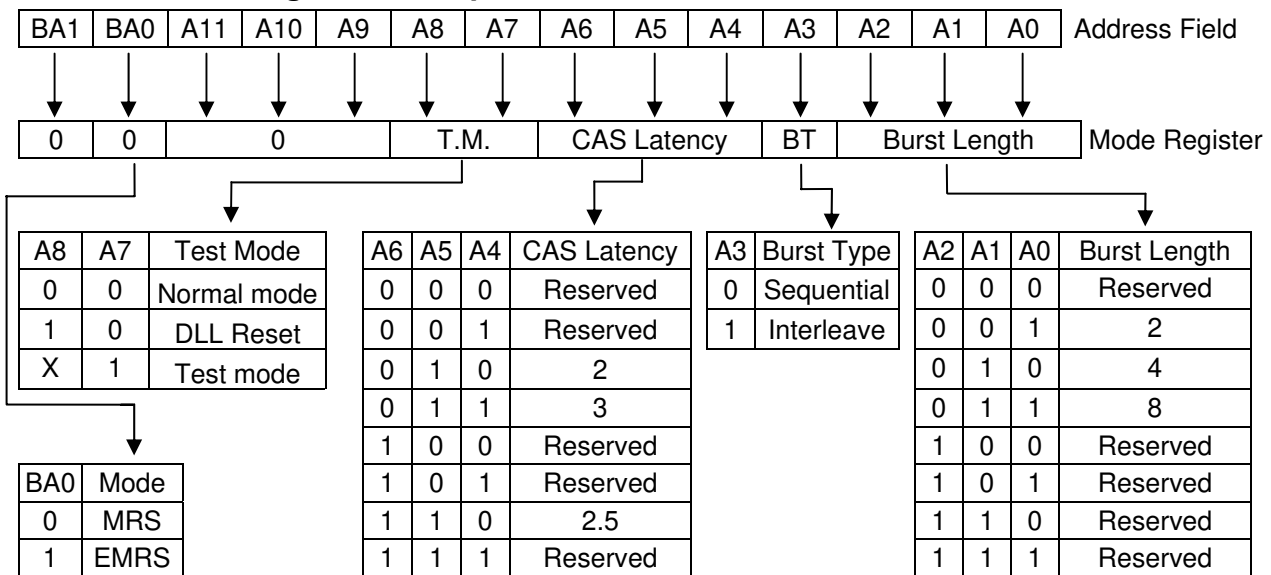 BA1 BA0 A11 A10 A9 A8 A7 A6 A5 A4 A3 A2 A1 A0 Address Field
0 0 0 T.M. CAS Latency BT Burst Length Mode Register
A8 A7 Test Mode
0 0 Normal mode
1 0 DLL Reset
X 1 Test mode
BA0 Mode
0 MRS
1 EMRS
A6 A5 A4 CAS Latency
0 0 0 Reserved
0 0 1 Reserved
0 1 0 2
0 1 1 3
1 0 0 Reserved
1 0 1 Reserved
1 1 0 2.5
1 1 1 Reserved
A3 Burst Type
0 Sequential
1 Interleave
A2 A1 A0 Burst Length
0 0 0 Reserved
0 0 1 2
0 1 0 4
0 1 1 8
1 0 0 Reserved
1 0 1 Reserved
1 1 0 Reserved
1 1 1 Reserved